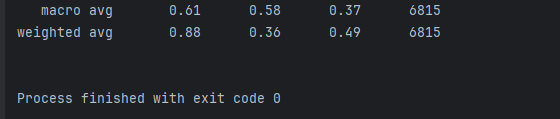 macro avg 0.61 0.58 0.37 6815
weighted avg 0.88 0.36 0.49 6815
Process finished with exit code 0